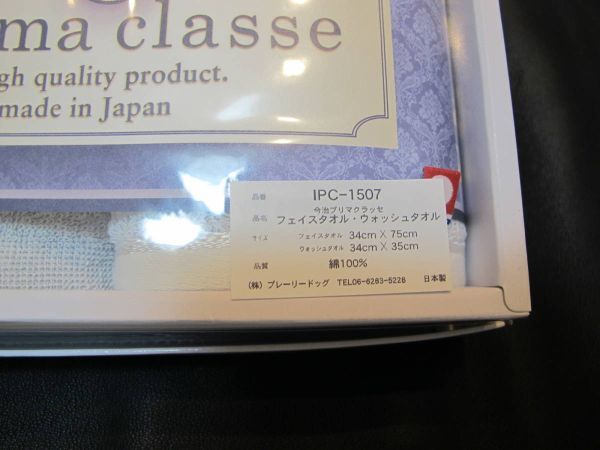 ma classe
gh quality product.
made in Japan
品番 IPC-1507
今治プリマクラッセ
品名 フェイスタオル・ウォッシュタオル
サイズ フェイスタオル 34cm X 75cm
ウォッシュタオル 34cm X 35cm
品質 綿100%
(株) プレーリードッグ TEL06-6263-5228 日本製